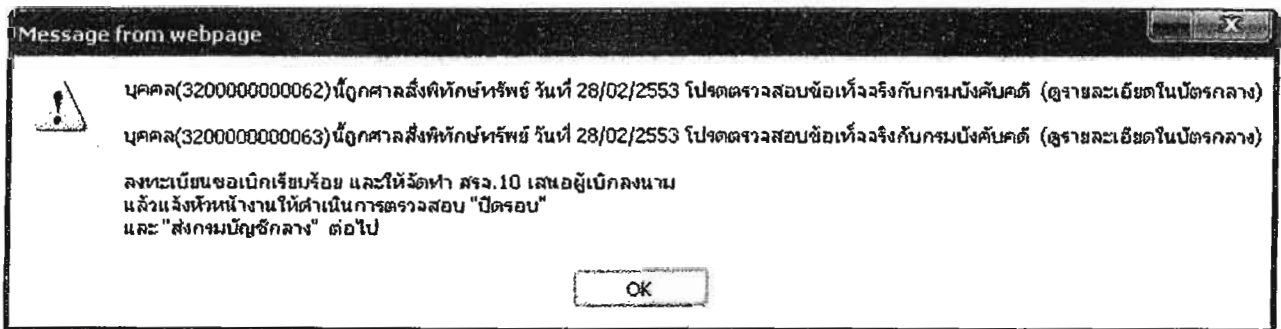 Message from webpage
บุคคล(3200000000062)นี้ถูกศาลสั่งพิทักษ์ทรัพย์ วันที่ 28/02/2553 โปรดตรวจสอบข้อเท็จจริงกับกรมบังคับคดี (ดูรายละเอียดในบัตรกลาง)
บุคคล(3200000000063)นี้ถูกศาลสั่งพิทักษ์ทรัพย์ วันที่ 28/02/2553 โปรดตรวจสอบข้อเท็จจริงกับกรมบังคับคดี (ดูรายละเอียดในบัตรกลาง)
ลงทะเบียนขอเบิกเรียบร้อย และให้จัดทำ สรจ.10 เสนอผู้เบิกลงนาม
แล้วแจ้งหัวหน้างานให้ดำเนินการตรวจสอบ "ปิดรอบ"
และ "ส่งกรมบัญชีกลาง" ต่อไป
OK